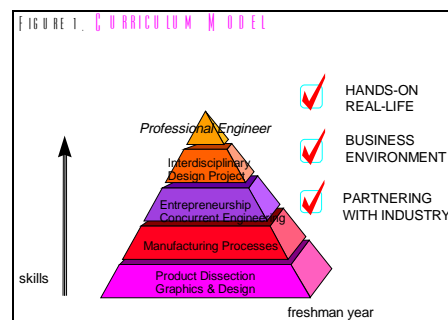 FIGURE 1. CURRICULUM MODEL
HANDS-ON
REAL-LIFE
Professional Engineer
BUSINESS
ENVIRONMENT
Interdisciplinary
Design Project
Entrepreneurship
Concurrent Engineering
PARTNERING
WITH INDUSTRY
Manufacturing Processes
Product Dissection
Graphics & Design
skills
freshman year